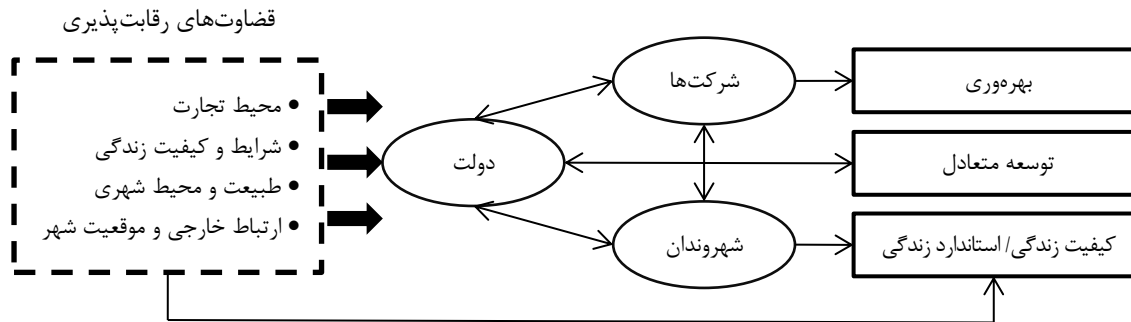 قضاوت‌های رقابت‌پذیری
• محیط تجارت
• شرایط و کیفیت زندگی
• طبیعت و محیط شهری
• ارتباط خارجی و موقعیت شهر
دولت
شرکت‌ها
شهروندان
بهره‌وری
توسعه متعادل
کیفیت زندگی/ استاندارد زندگی